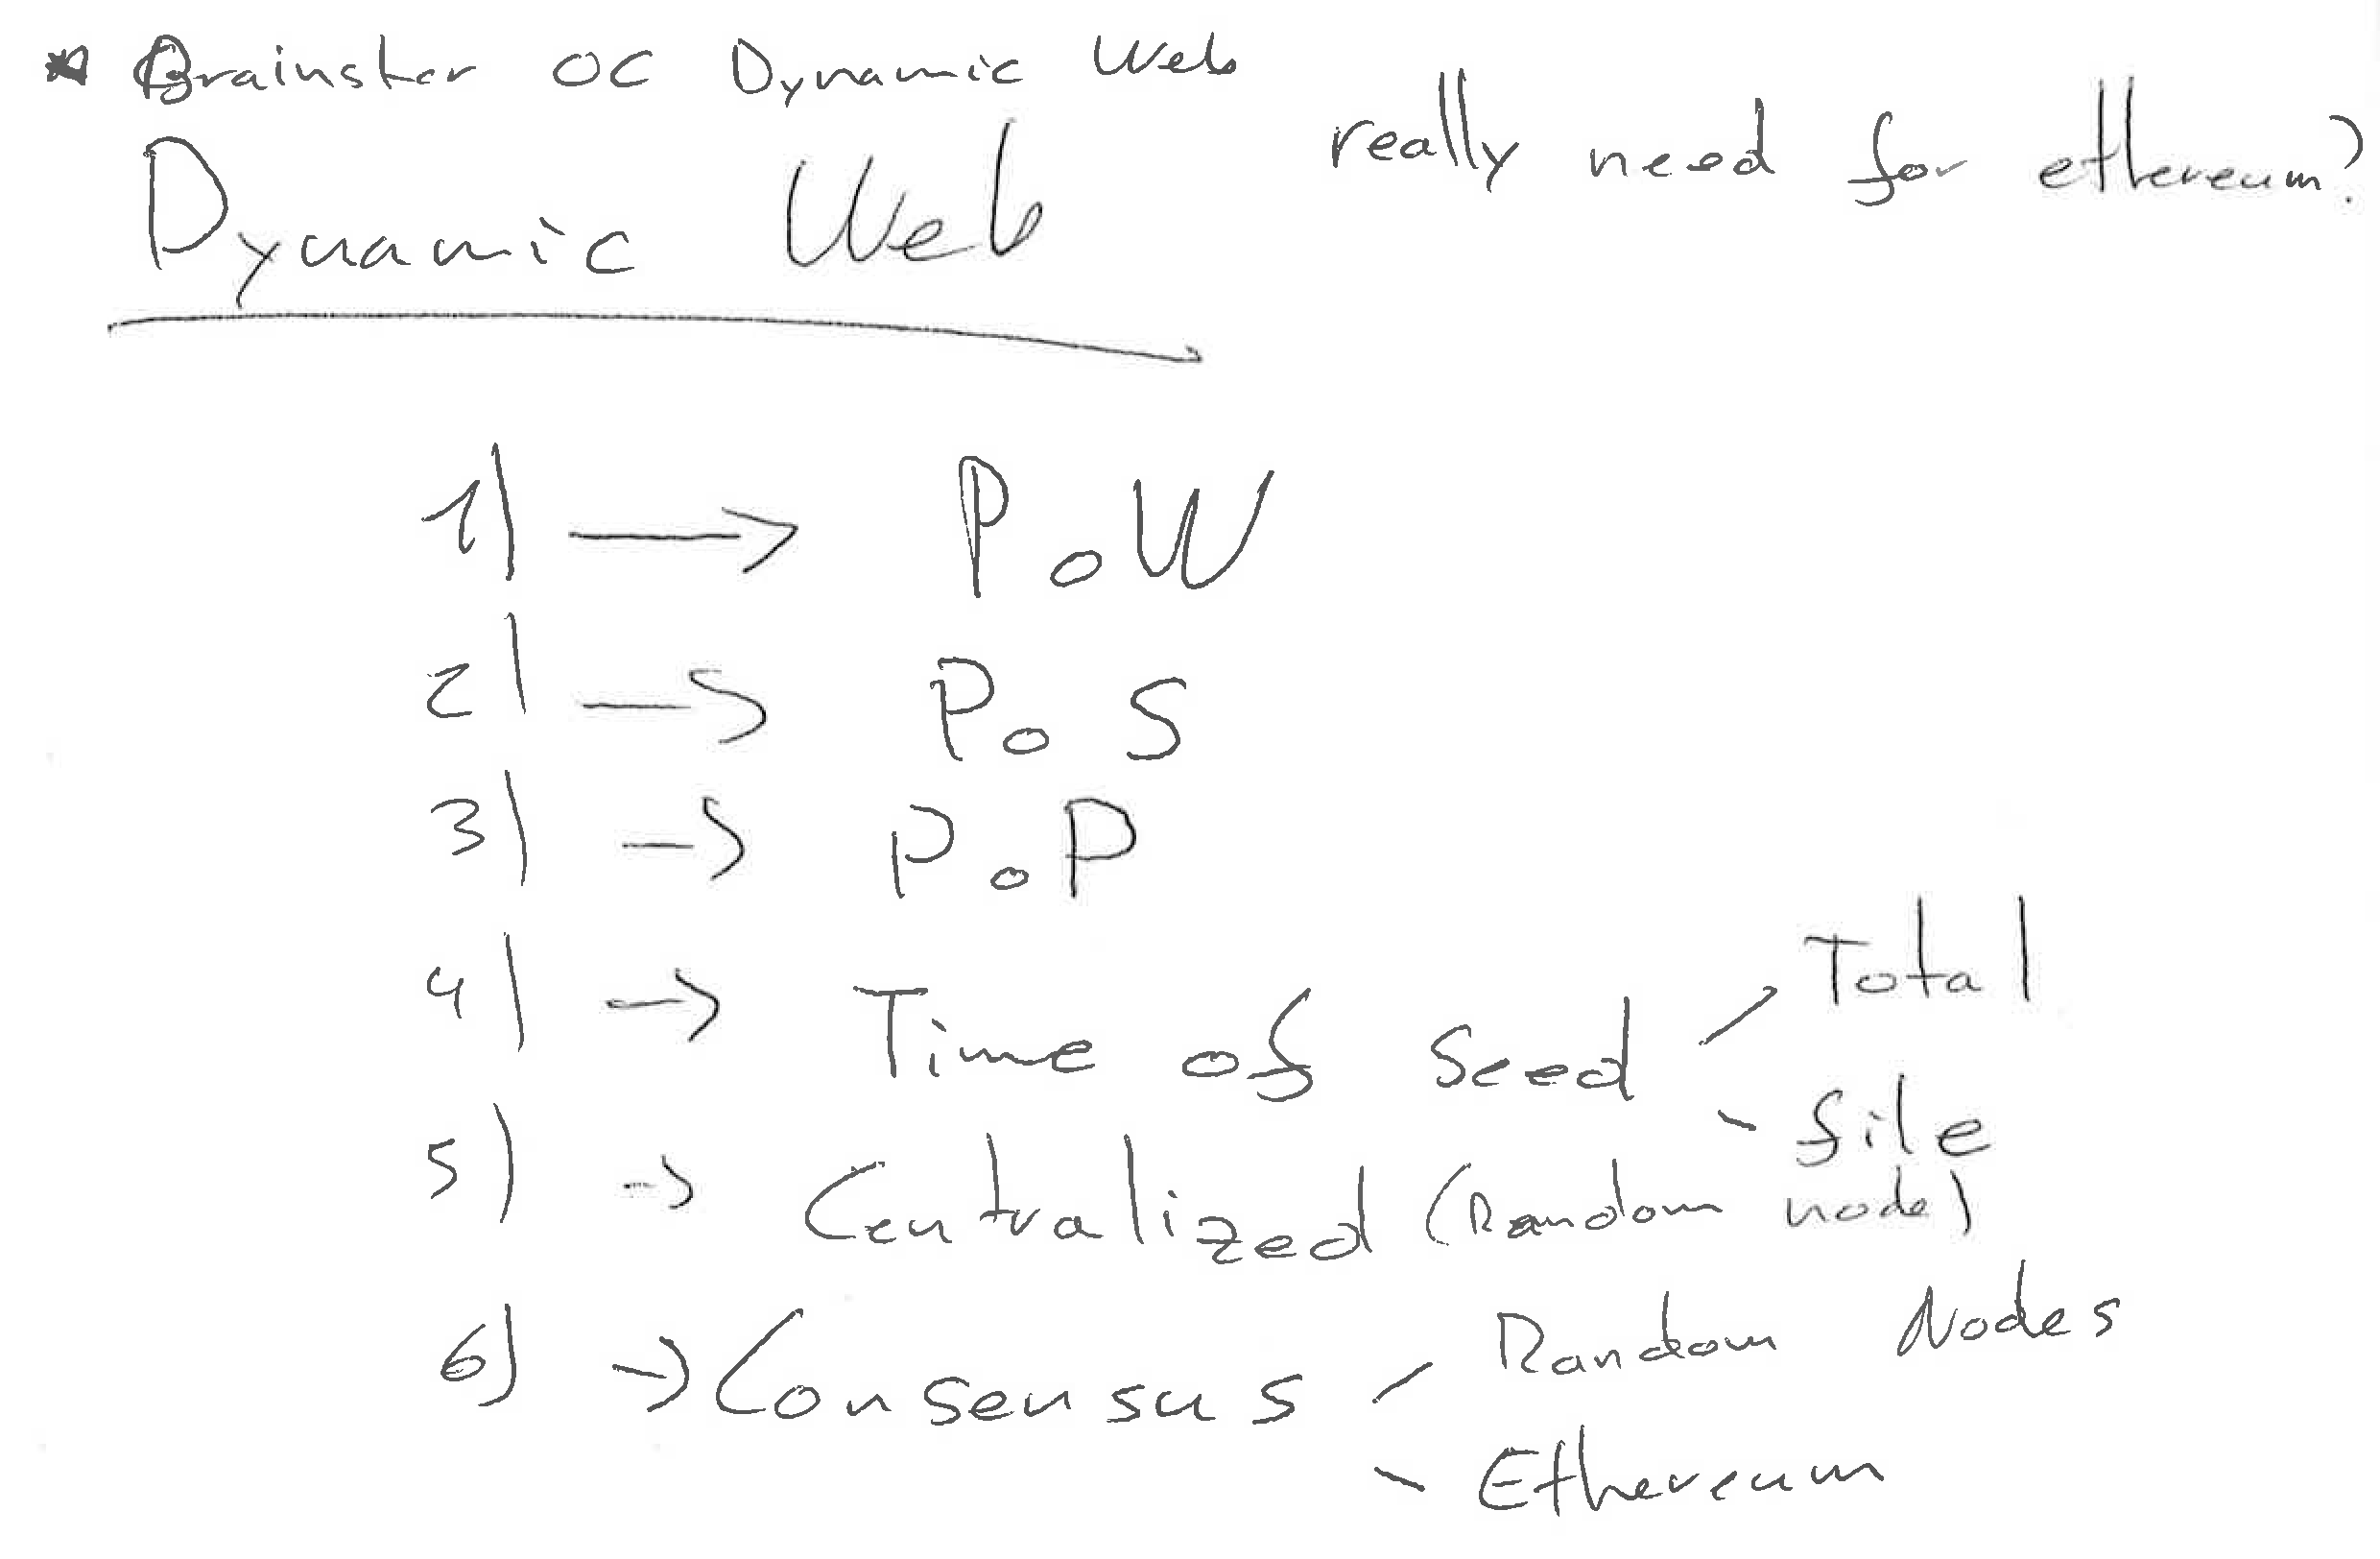 * Brainster OC Dynamic Web
really need for ethereum?
Dynamic Web
1) → PoW
2) → PoS
3) → PoP
4) → Time of seed - Total
- file
5) → Centralized (Random node)
6) → Consensus - Random Nodes
- Ethereum